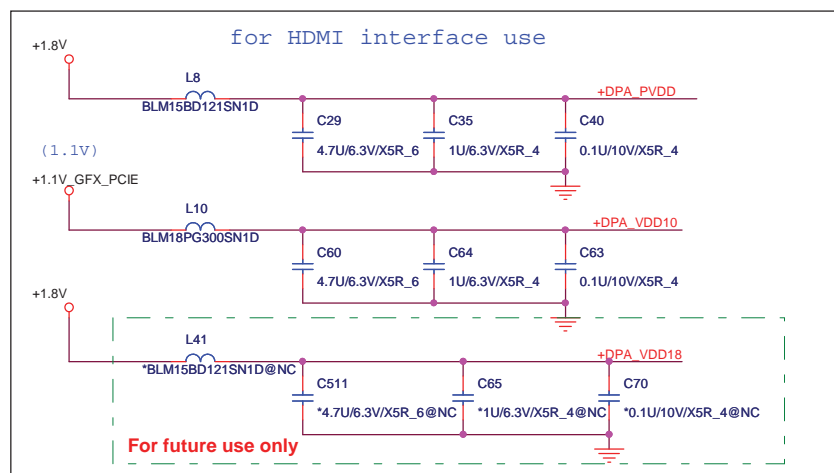 for HDMI interface use
+1.8V
L8
BLM15BD121SN1D
+DPA_PVDD
C29
C35
C40
4.7U/6.3V/X5R_6
1U/6.3V/X5R_4
0.1U/10V/X5R_4
(1.1V)
+1.1V_GFX_PCIE
L10
BLM18PG300SN1D
+DPA_VDD10
C60
C64
C63
4.7U/6.3V/X5R_6
1U/6.3V/X5R_4
0.1U/10V/X5R_4
+1.8V
L41
*BLM15BD121SN1D@NC
+DPA_VDD18
C511
C65
C70
*4.7U/6.3V/X5R_6@NC
*1U/6.3V/X5R_4@NC
*0.1U/10V/X5R_4@NC
For future use only